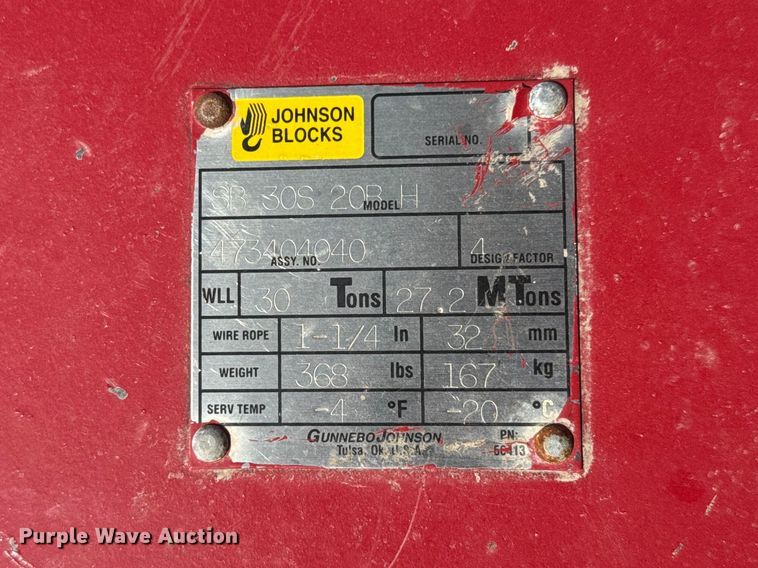 JOHNSON
BLOCKS
SERIAL NO.
SB 30S 20B H
MODEL
473404040 4
ASSY. NO. DESIGN FACTOR
WLL 30 Tons 27.2 M Tons
WIRE ROPE 1-1/4 In 32 mm
WEIGHT 368 lbs 167 kg
SERV TEMP -4 °F -20 °C
GUNNEBO JOHNSON PN:
Tulsa, Ok. U.S.A.
Purple Wave Auction